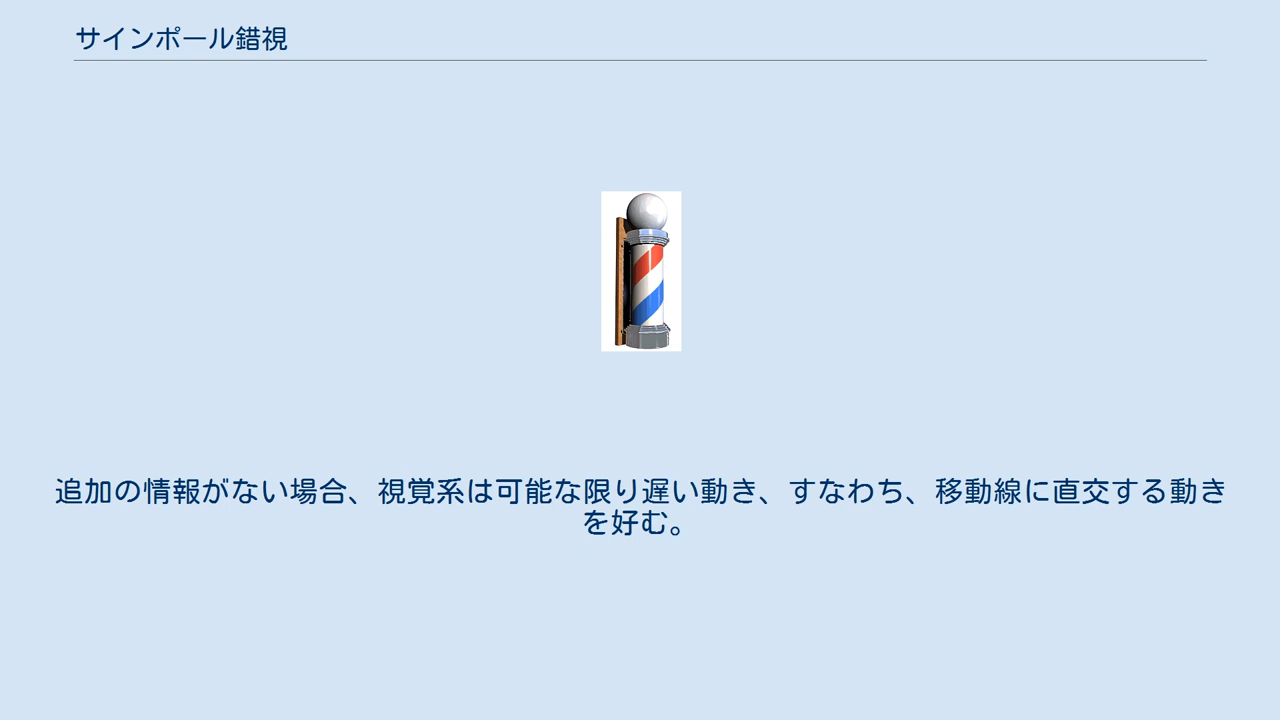 サインポール錯視
追加の情報がない場合、視覚系は可能な限り遅い動き、すなわち、移動線に直交する動き
を好む。